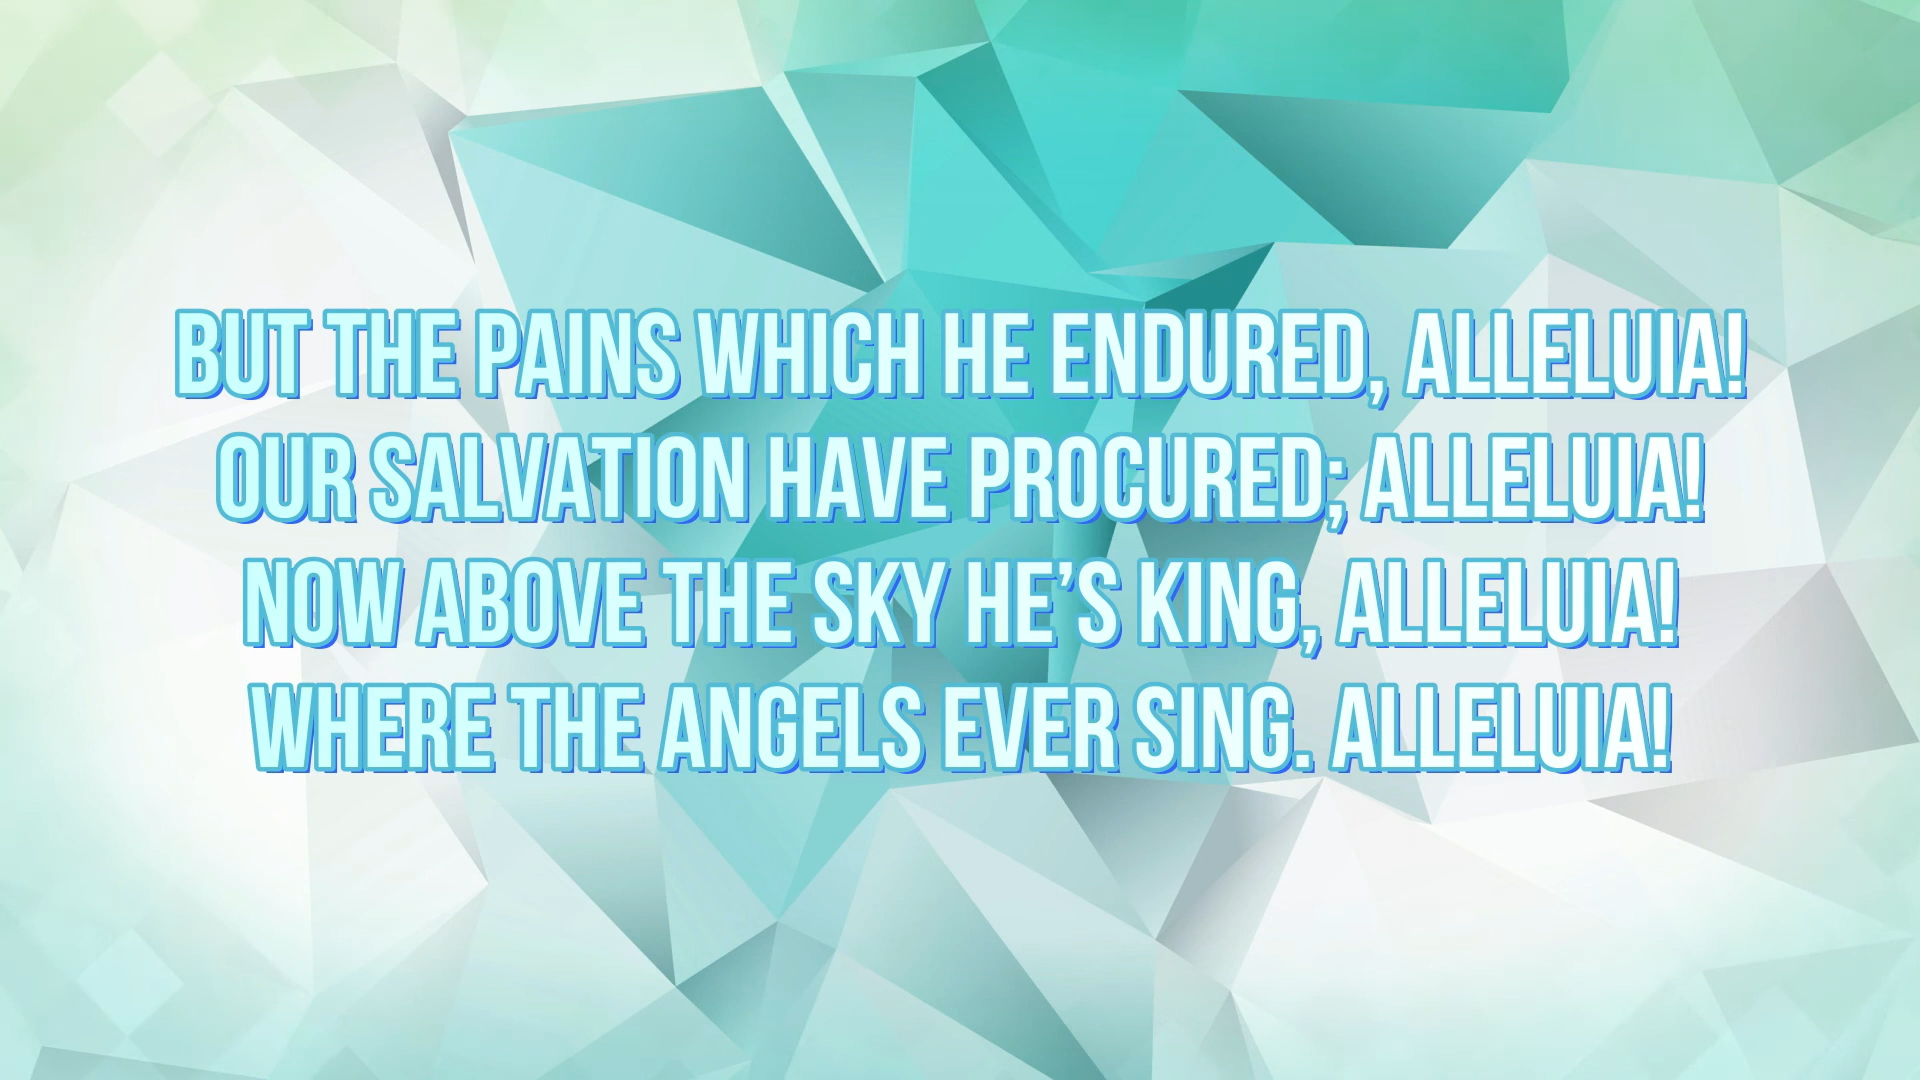 BUT THE PAINS WHICH HE ENDURED, ALLELUIA!
OUR SALVATION HAVE PROCURED; ALLELUIA!
NOW ABOVE THE SKY HE’S KING, ALLELUIA!
WHERE THE ANGELS EVER SING. ALLELUIA!